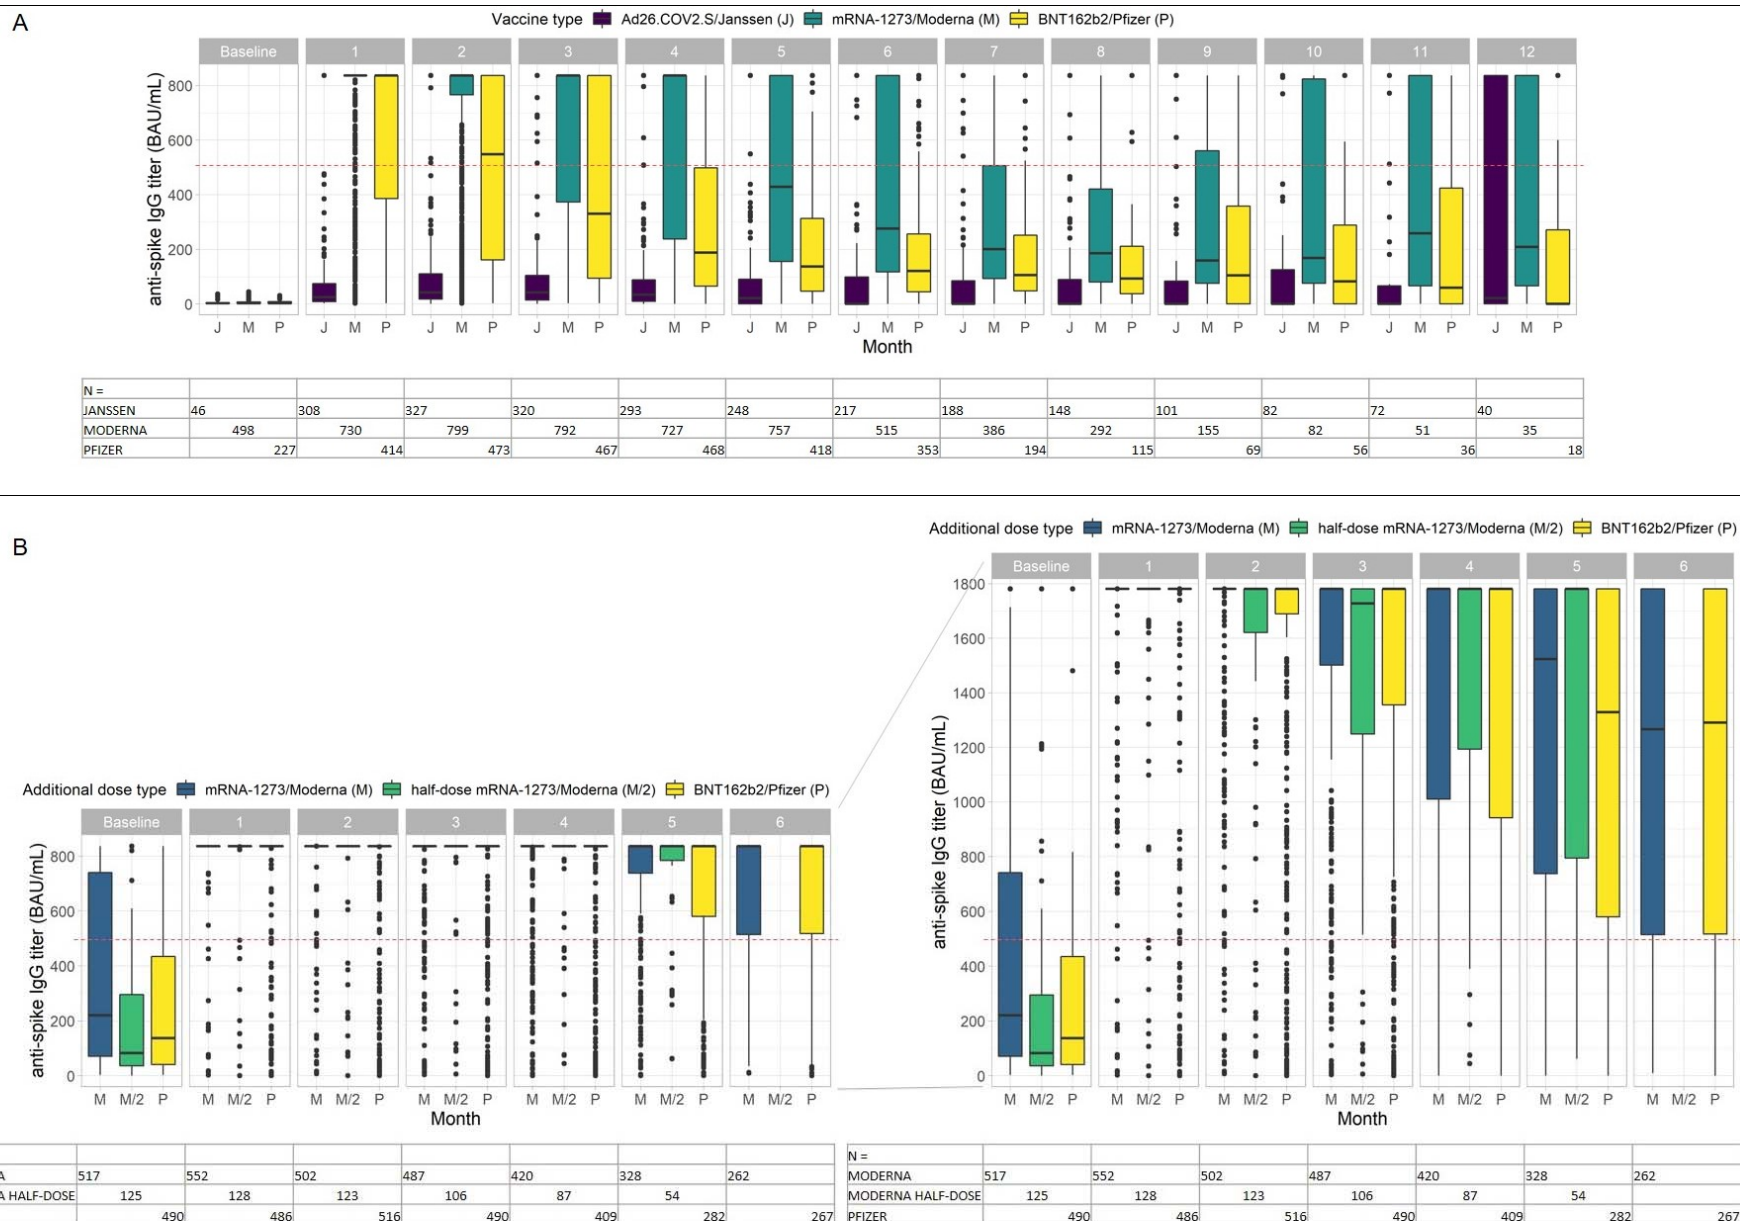 A
Vaccine type Ad26.COV2.S/Janssen (J) mRNA-1273/Moderna (M) BNT162b2/Pfizer (P)
Baseline 1 2 3 4 5 6 7 8 9 10 11 12
anti-spike IgG titer (BAU/mL)
800
600
400
200
0
J M P J M P J M P J M P J M P J M P J M P J M P J M P J M P J M P J M P J M P
Month
N =
JANSSEN 46 308 327 320 293 248 217 188 148 101 82 72 40
MODERNA 498 730 799 792 727 757 515 386 292 155 82 51 35
PFIZER 227 414 473 467 468 418 353 194 115 69 56 36 18
B
Additional dose type mRNA-1273/Moderna (M) half-dose mRNA-1273/Moderna (M/2) BNT162b2/Pfizer (P)
Baseline 1 2 3 4 5 6
anti-spike IgG titer (BAU/mL)
1800
1600
1400
1200
1000
800
600
400
200
0
M M/2 P M M/2 P M M/2 P M M/2 P M M/2 P M M/2 P M M/2 P
Month
Additional dose type mRNA-1273/Moderna (M) half-dose mRNA-1273/Moderna (M/2) BNT162b2/Pfizer (P)
Baseline 1 2 3 4 5 6
anti-spike IgG titer (BAU/mL)
800
600
400
200
0
M M/2 P M M/2 P M M/2 P M M/2 P M M/2 P M M/2 P M M/2 P
Month
A 517 552 502 487 420 328 262
A HALF-DOSE 125 128 123 106 87 54
490 486 516 490 409 282 267
N =
MODERNA 517 552 502 487 420 328 262
MODERNA HALF-DOSE 125 128 123 106 87 54
PFIZER 490 486 516 490 409 282 267